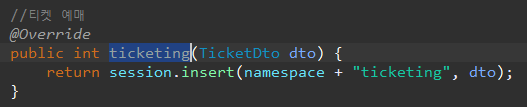 //티켓 예매
@Override
public int ticketing(TicketDto dto) {
    return session.insert(namespace + "ticketing", dto);
}